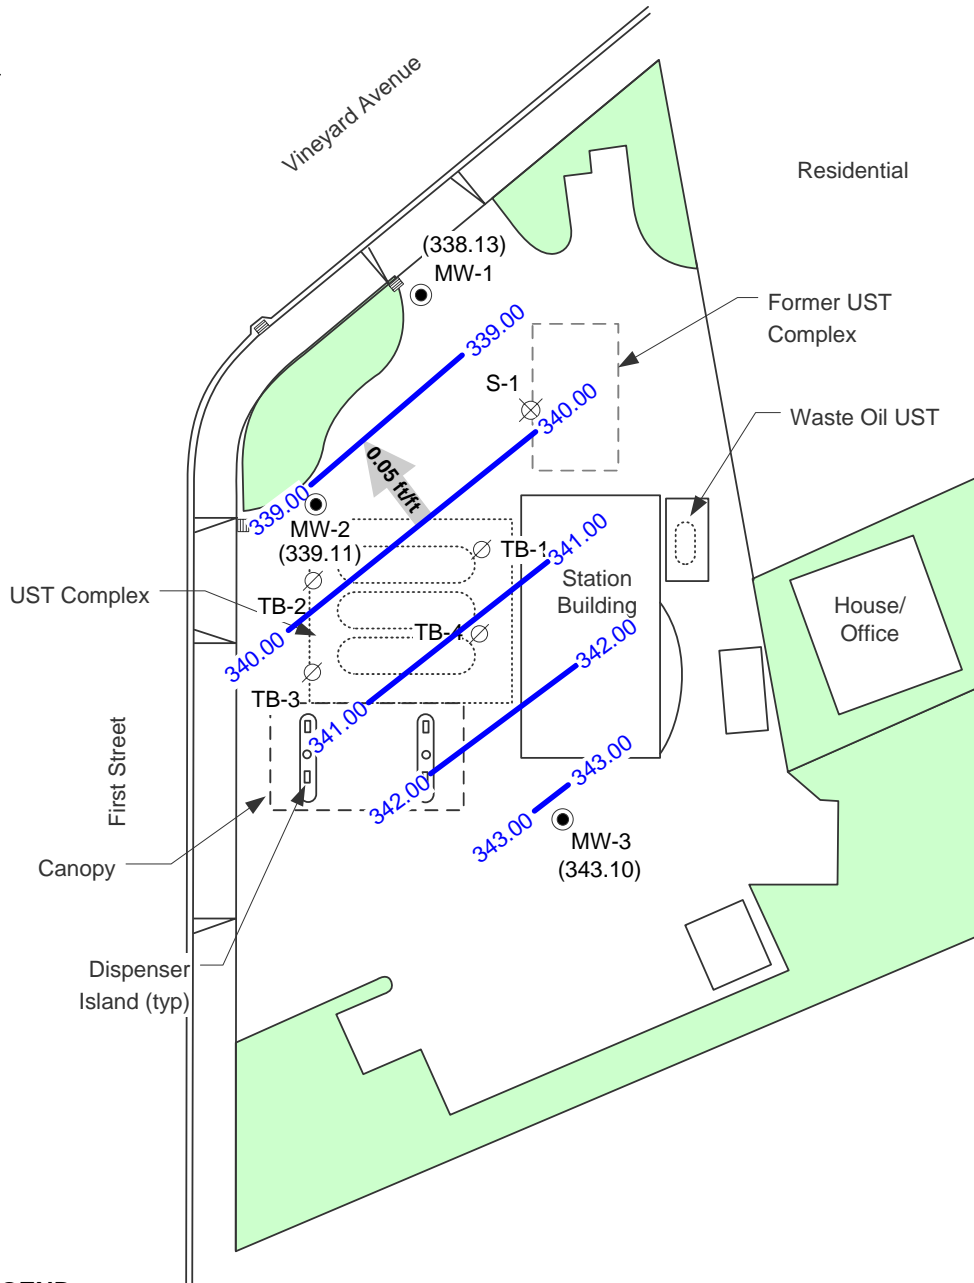 Vineyard Avenue
Residential
(338.13)
MW-1
Former UST
Complex
339.00
S-1
340.00
Waste Oil UST
0.05 ft/ft
339.00
MW-2
(339.11)
TB-1
341.00
Station
Building
UST Complex
TB-2
House/
Office
TB-4
342.00
340.00
TB-3
341.00
First Street
343.00
342.00
343.00
MW-3
(343.10)
Canopy
Dispenser
Island (typ)